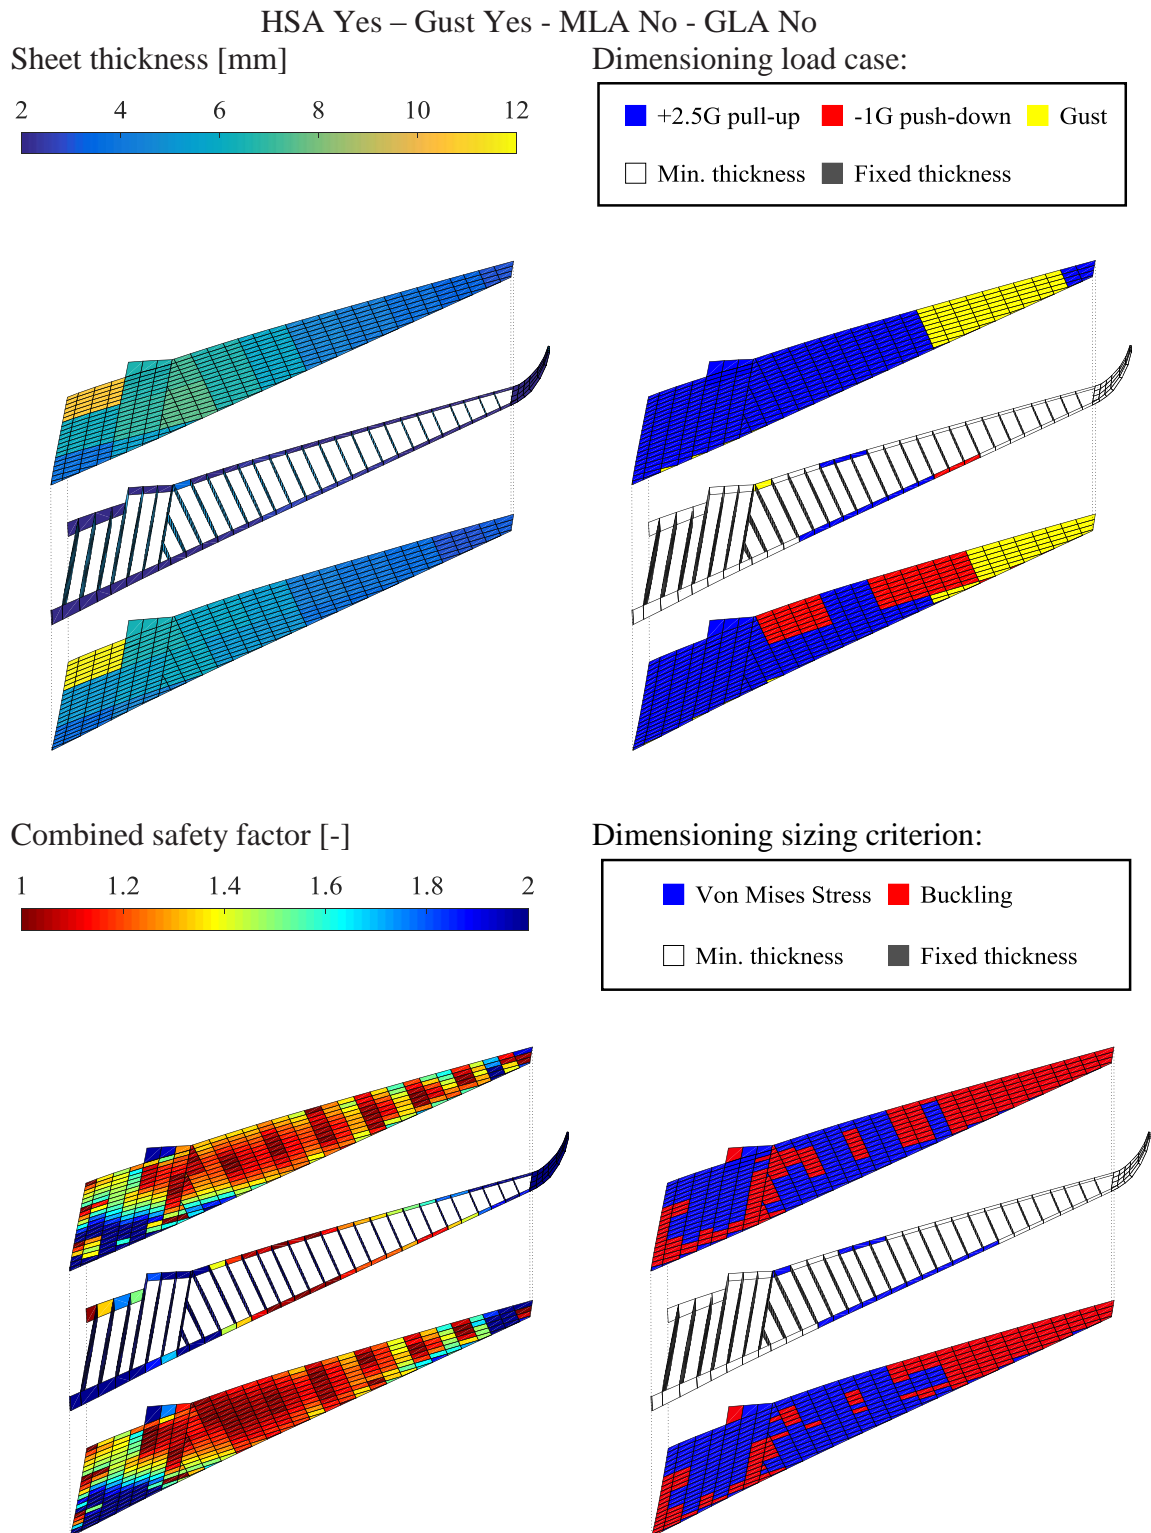 HSA Yes – Gust Yes - MLA No - GLA No
Sheet thickness [mm]
2 4 6 8 10 12
Dimensioning load case:
+2.5G pull-up -1G push-down Gust
Min. thickness Fixed thickness
Combined safety factor [-]
1 1.2 1.4 1.6 1.8 2
Dimensioning sizing criterion:
Von Mises Stress Buckling
Min. thickness Fixed thickness